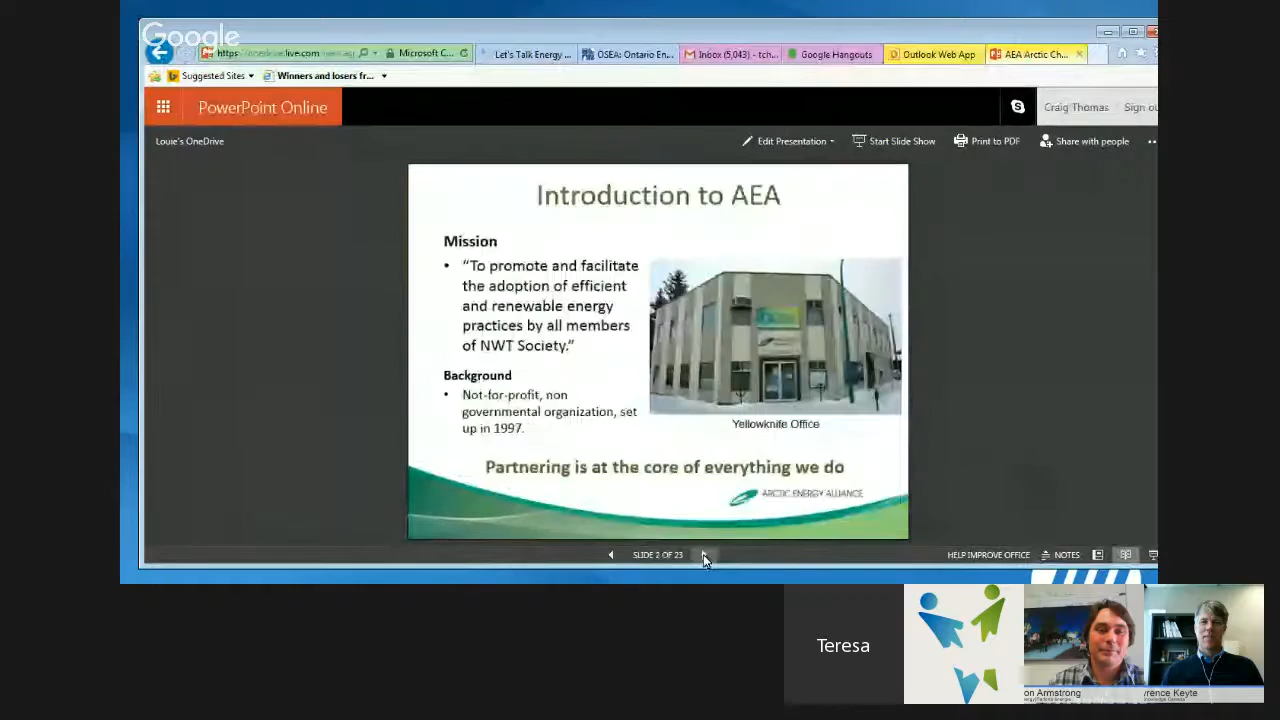 Google
https://onedrive.live.com
Microsoft C...
Let's Talk Energy ...
OSEA: Ontario En...
Inbox (5,043) - tch...
Google Hangouts
Outlook Web App
AEA Arctic Ch...
Suggested Sites
Winners and losers fr...
PowerPoint Online
Craig Thomas
Sign ou
Louie's OneDrive
Edit Presentation
Start Slide Show
Print to PDF
Share with people
Introduction to AEA
Mission
• “To promote and facilitate
the adoption of efficient
and renewable energy
practices by all members
of NWT Society.”
Background
• Not-for-profit, non
governmental organization, set
up in 1997.
Yellowknife Office
Partnering is at the core of everything we do
ARCTIC ENERGY ALLIANCE
SLIDE 2 OF 23
HELP IMPROVE OFFICE
NOTES
Teresa
on Armstrong
rence Keyte